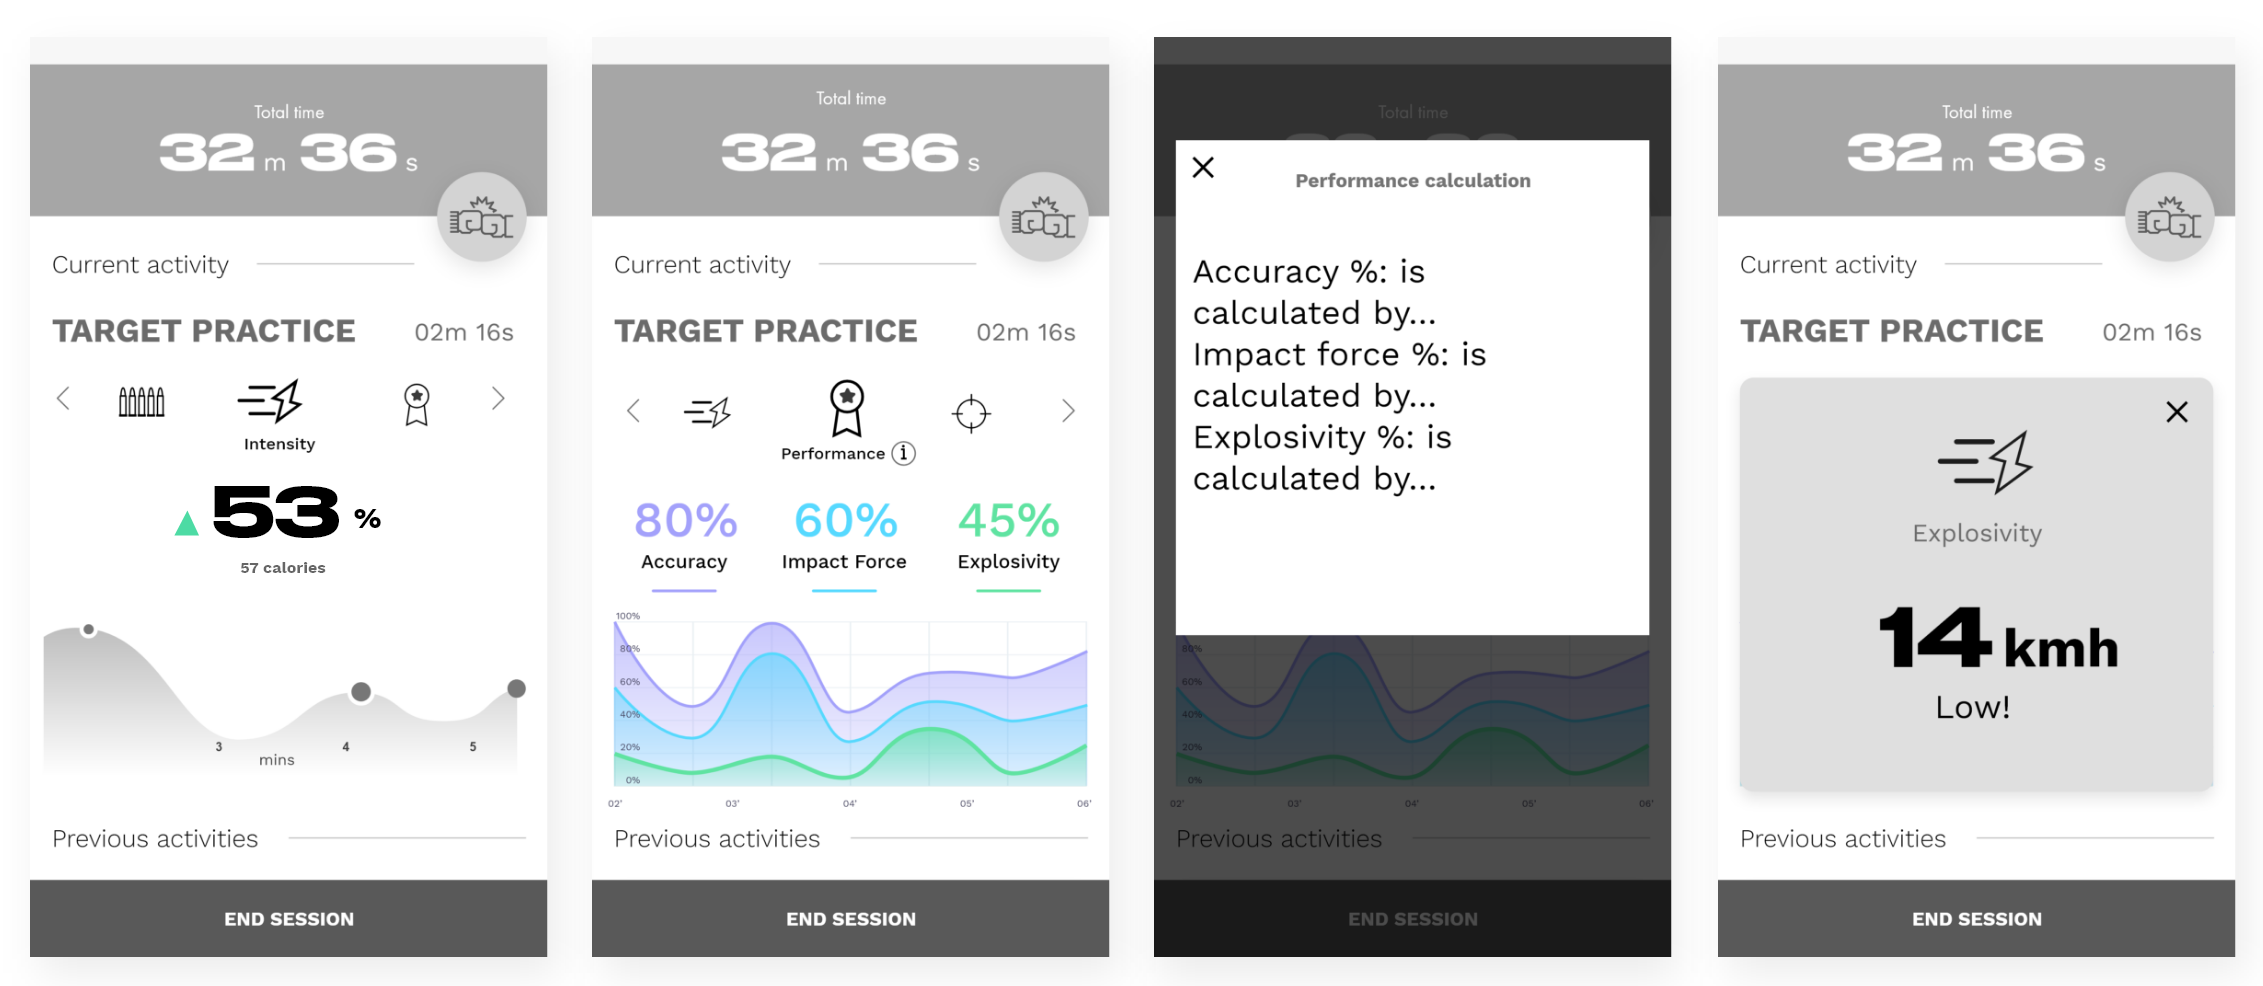 Total time
32 m 36 s
Current activity
TARGET PRACTICE 02m 16s
Intensity
53 %
57 calories
3 4 5
mins
Previous activities
END SESSION
Total time
32 m 36 s
Current activity
TARGET PRACTICE 02m 16s
Performance i
80% 60% 45%
Accuracy Impact Force Explosivity
100%
80%
60%
40%
20%
0%
02' 03' 04' 05' 06'
Previous activities
END SESSION
Total time
Performance calculation
Accuracy %: is
calculated by...
Impact force %: is
calculated by...
Explosivity %: is
calculated by...
80%
60%
40%
20%
0%
02' 03' 04' 05' 06'
Previous activities
END SESSION
Total time
32 m 36 s
Current activity
TARGET PRACTICE 02m 16s
Explosivity
14 kmh
Low!
Previous activities
END SESSION